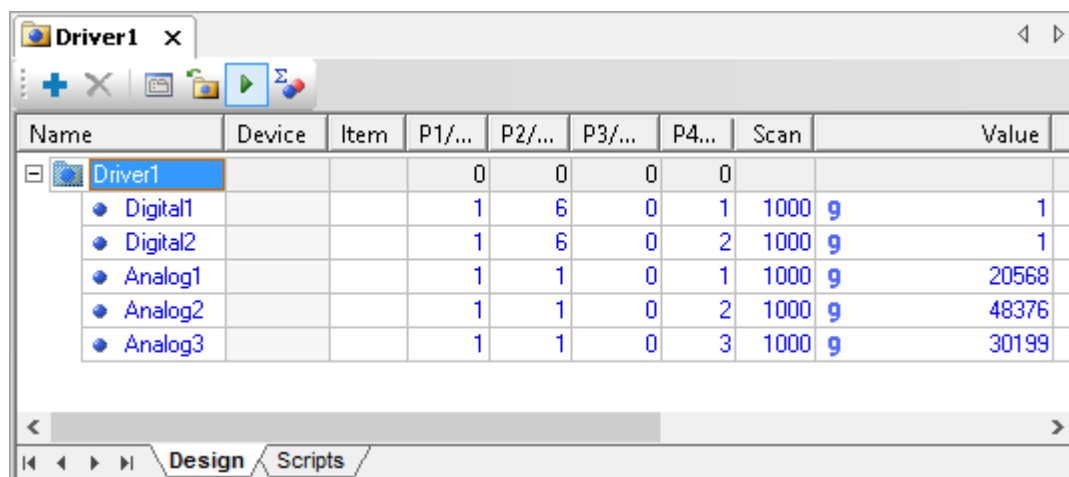 Driver1
Name Device Item P1/... P2/... P3/... P4... Scan Value
Driver1 0 0 0 0
Digital1 1 6 0 1 1000 g 1
Digital2 1 6 0 2 1000 g 1
Analog1 1 1 0 1 1000 g 20568
Analog2 1 1 0 2 1000 g 48376
Analog3 1 1 0 3 1000 g 30199
Design Scripts